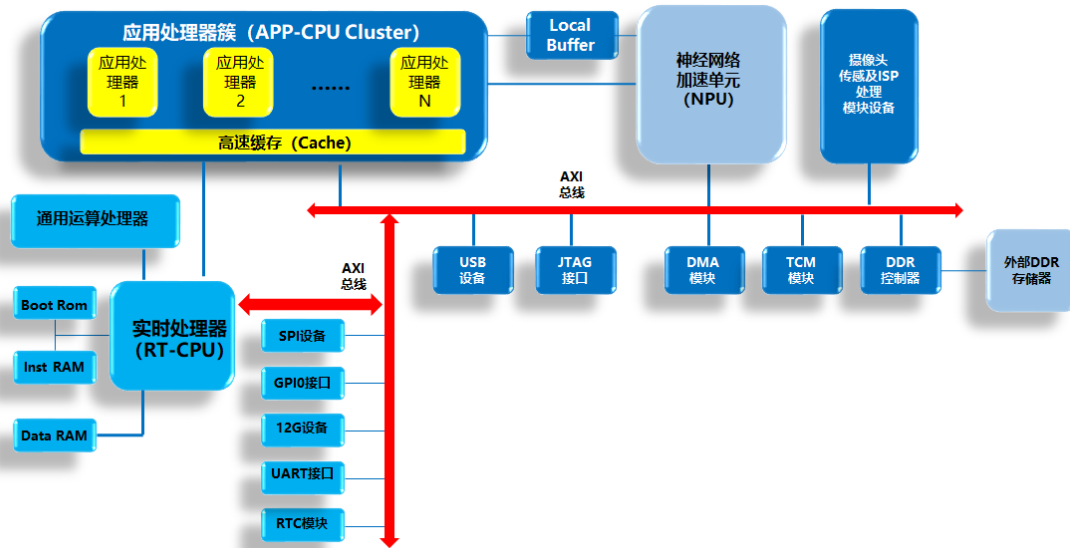 应用处理器簇（APP-CPU Cluster）
应用处
理器
1
应用处
理器
2
......
应用处
理器
N
高速缓存（Cache）
Local
Buffer
神经网络
加速单元
（NPU）
摄像头
传感及ISP
处理
模块设备
AXI
总线
通用运算处理器
USB
设备
JTAG
接口
DMA
模块
TCM
模块
DDR
控制器
外部DDR
存储器
AXI
总线
Boot Rom
Inst RAM
Data RAM
实时处理器
（RT-CPU）
SPI设备
GPI0接口
12G设备
UART接口
RTC模块